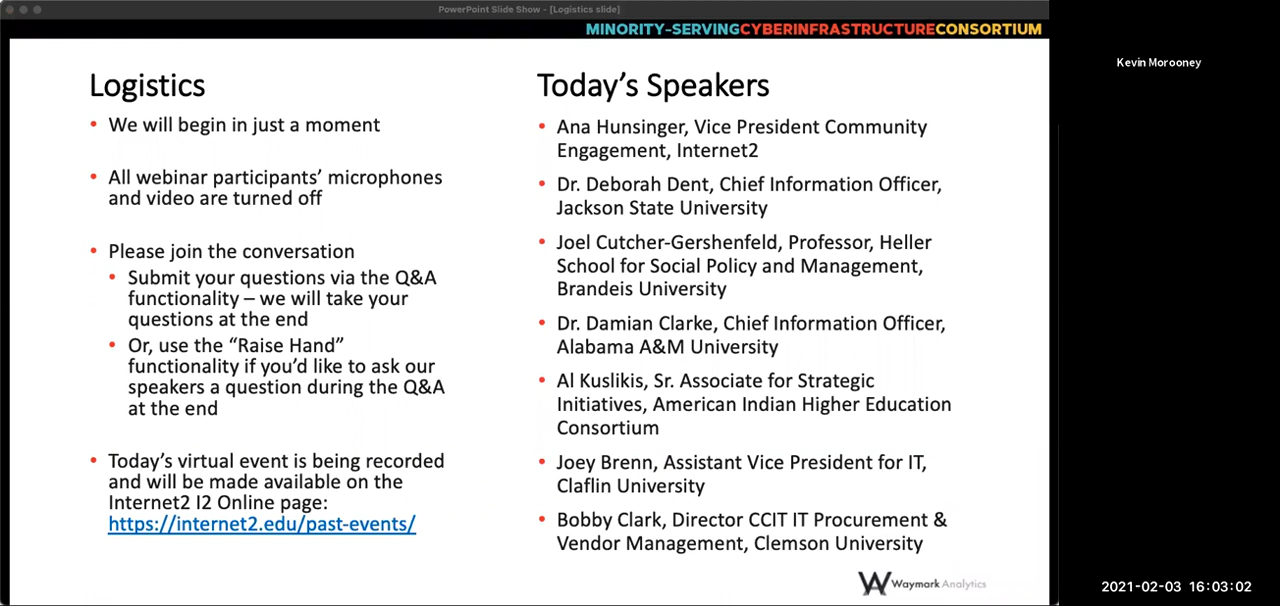 PowerPoint Slide Show - [Logistics slide]
MINORITY-SERVINGCYBERINFRASTRUCTURECONSORTIUM
Kevin Morooney
Logistics
• We will begin in just a moment
• All webinar participants’ microphones
and video are turned off
• Please join the conversation
• Submit your questions via the Q&A
functionality – we will take your
questions at the end
• Or, use the “Raise Hand”
functionality if you’d like to ask our
speakers a question during the Q&A
at the end
• Today’s virtual event is being recorded
and will be made available on the
Internet2 I2 Online page:
https://internet2.edu/past-events/
Today’s Speakers
• Ana Hunsinger, Vice President Community
Engagement, Internet2
• Dr. Deborah Dent, Chief Information Officer,
Jackson State University
• Joel Cutcher-Gershenfeld, Professor, Heller
School for Social Policy and Management,
Brandeis University
• Dr. Damian Clarke, Chief Information Officer,
Alabama A&M University
• Al Kuslikis, Sr. Associate for Strategic
Initiatives, American Indian Higher Education
Consortium
• Joey Brenn, Assistant Vice President for IT,
Claflin University
• Bobby Clark, Director CCIT IT Procurement &
Vendor Management, Clemson University
Waymark Analytics
2021-02-03 16:03:02